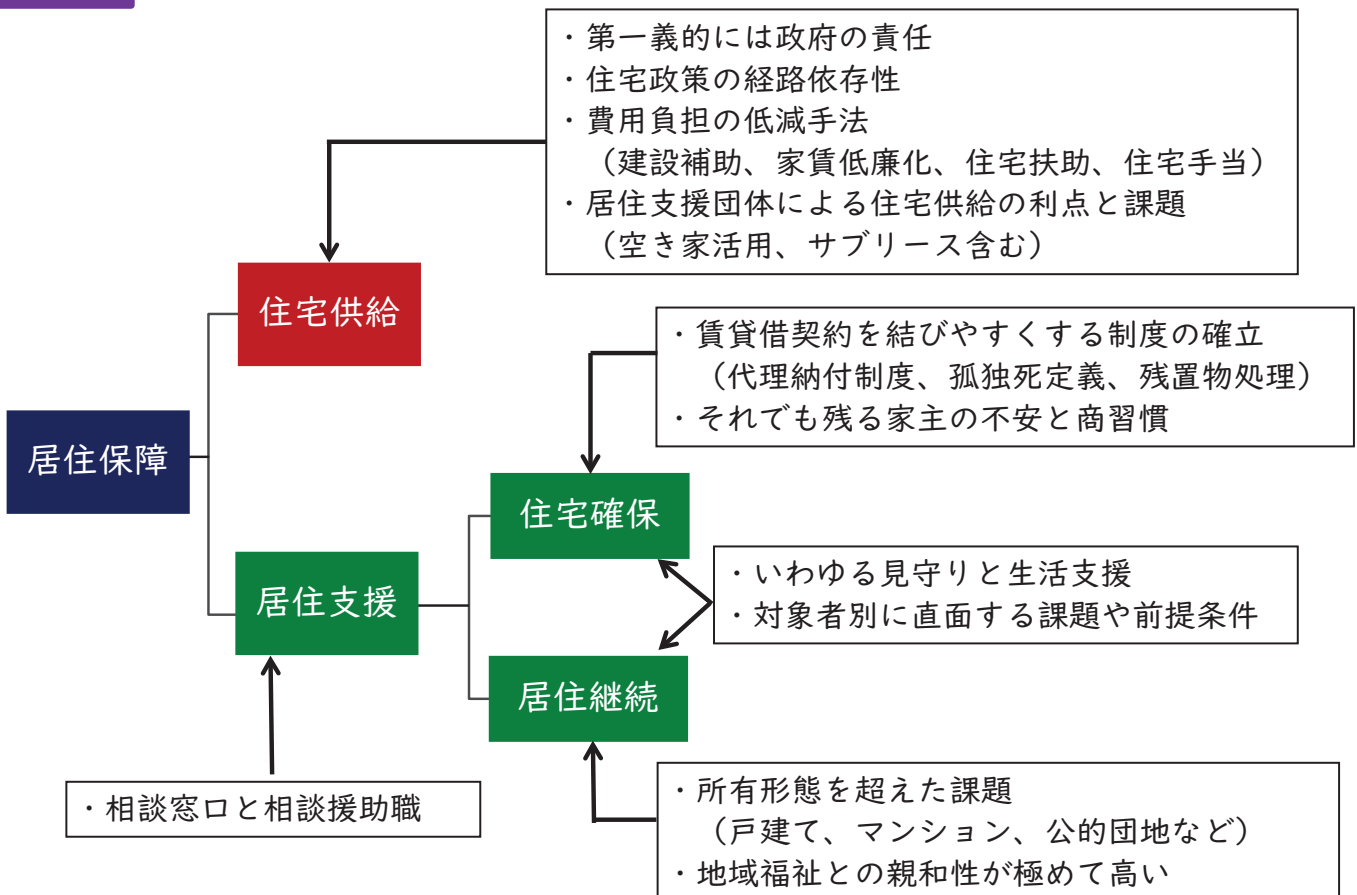 ・第一義的には政府の責任
・住宅政策の経路依存性
・費用負担の低減手法
（建設補助、家賃低廉化、住宅扶助、住宅手当）
・居住支援団体による住宅供給の利点と課題
（空き家活用、サブリース含む）
住宅供給
・賃貸借契約を結びやすくする制度の確立
（代理納付制度、孤独死定義、残置物処理）
・それでも残る家主の不安と商習慣
居住保障
住宅確保
・いわゆる見守りと生活支援
・対象者別に直面する課題や前提条件
居住支援
居住継続
・相談窓口と相談援助職
・所有形態を超えた課題
（戸建て、マンション、公的団地など）
・地域福祉との親和性が極めて高い